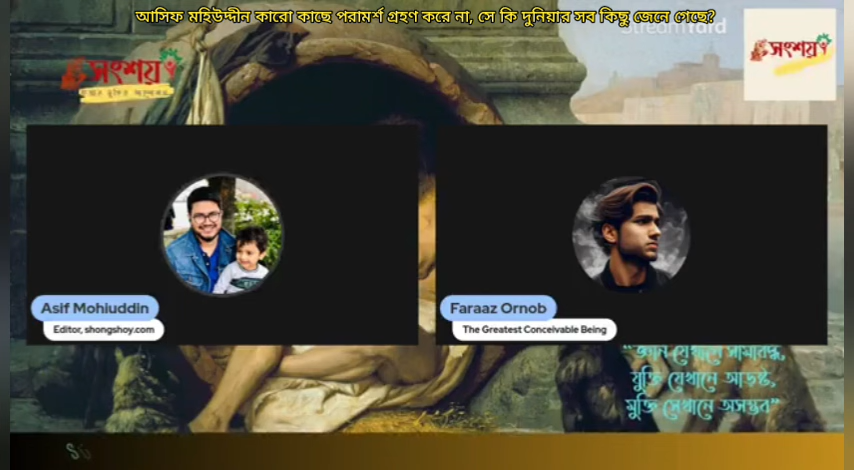 আসিফ মহিউদ্দীন কারো কাছে পরামর্শ গ্রহণ করে না, সে কি দুনিয়ার সব কিছু জেনে গেছে?
StreamYard
সংশয়
সংশয়
Asif Mohiuddin
Editor, shongshoy.com
Faraaz Ornob
The Greatest Conceivable Being
“জ্ঞান যেখানে সীমাবদ্ধ,
যুক্তি যেখানে আড়ষ্ট,
মুক্তি সেখানে অসম্ভব”